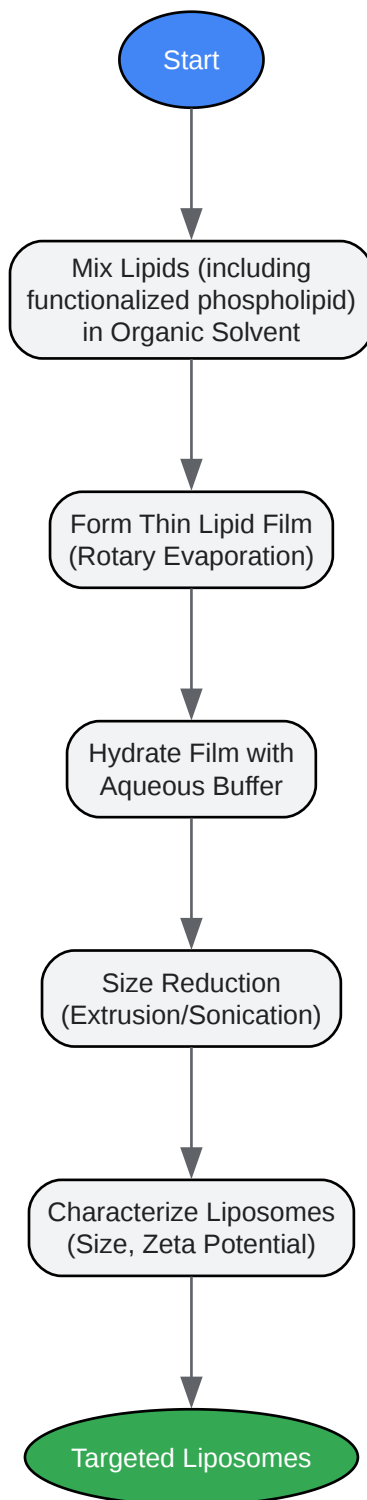 Start
Mix Lipids (including
functionalized phospholipid)
in Organic Solvent
Form Thin Lipid Film
(Rotary Evaporation)
Hydrate Film with
Aqueous Buffer
Size Reduction
(Extrusion/Sonication)
Characterize Liposomes
(Size, Zeta Potential)
Targeted Liposomes